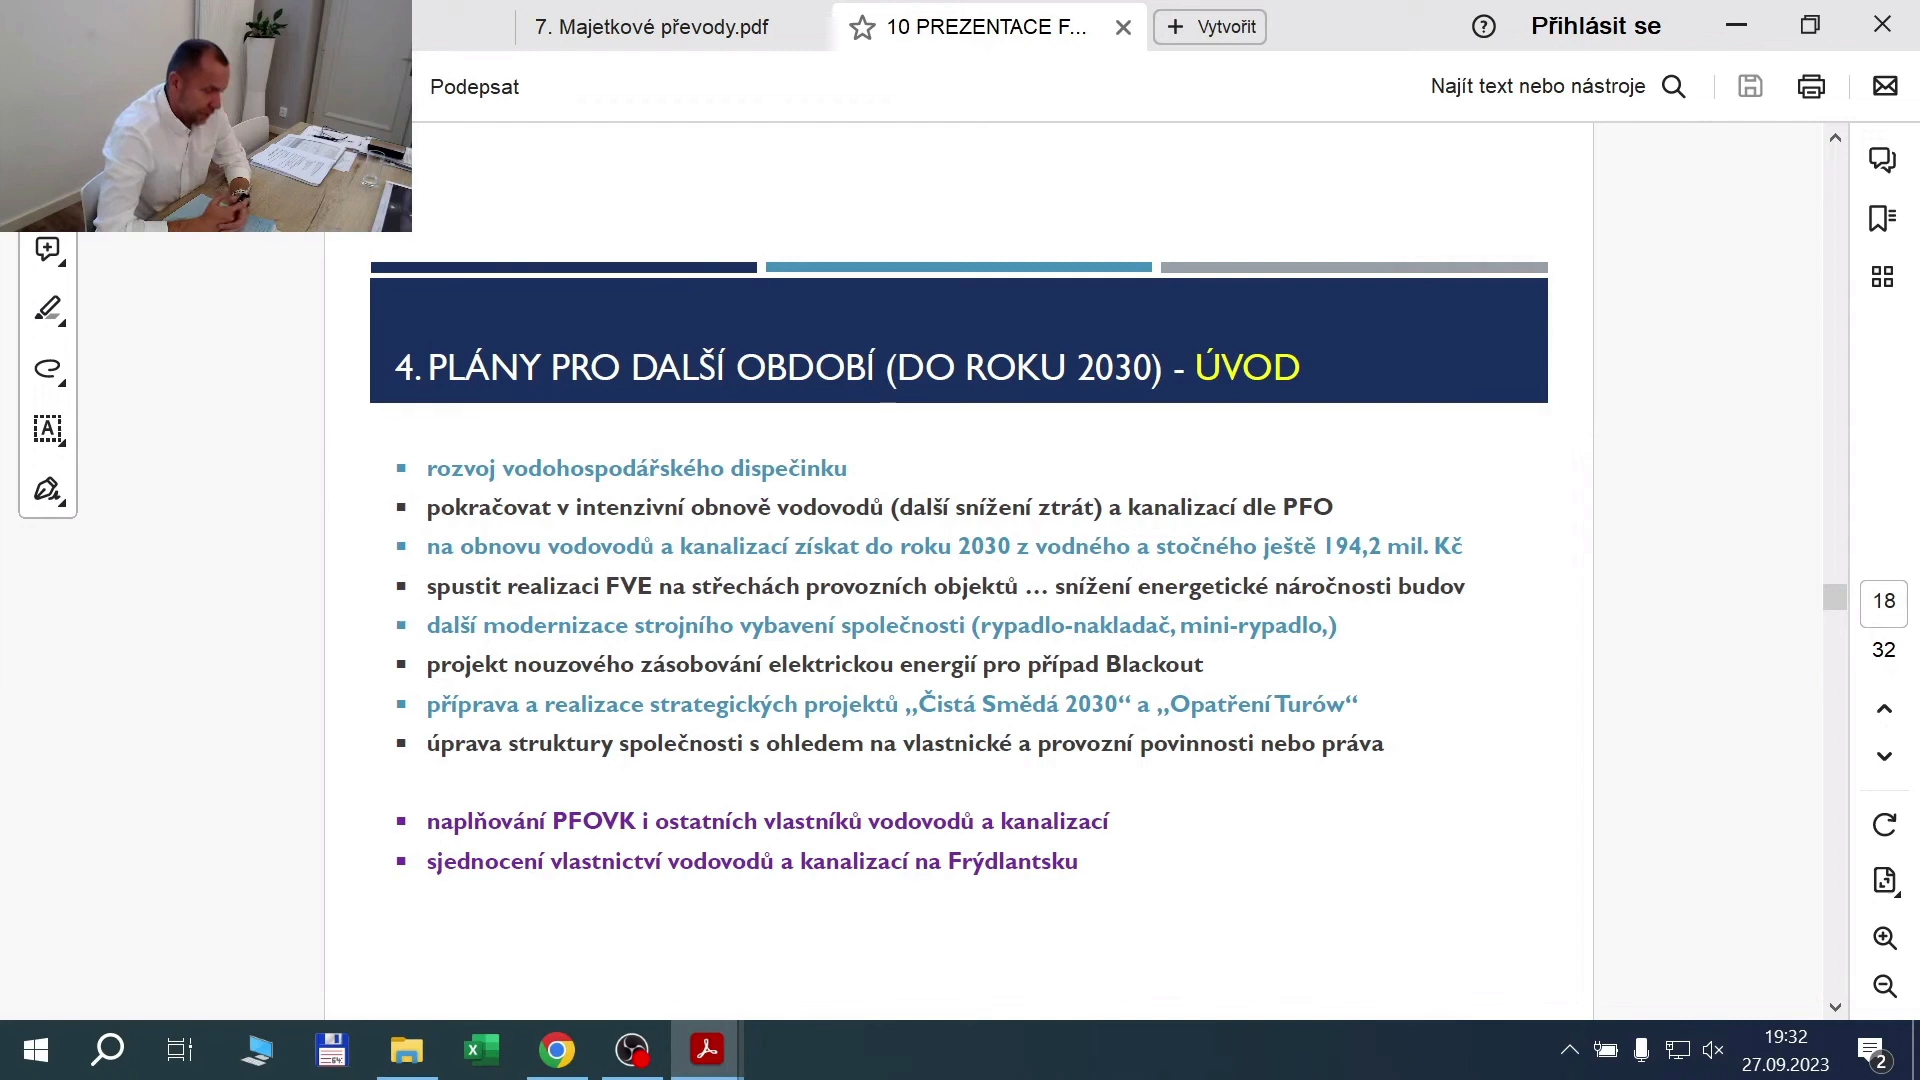 7. Majetkové převody.pdf
10 PREZENTACE F...
Vytvořit
Přihlásit se
Podepsat
Najít text nebo nástroje
4. PLÁNY PRO DALŠÍ OBDOBÍ (DO ROKU 2030) - ÚVOD
rozvoj vodohospodářského dispečinku
pokračovat v intenzivní obnově vodovodů (další snížení ztrát) a kanalizací dle PFO
na obnovu vodovodů a kanalizací získat do roku 2030 z vodného a stočného ještě 194,2 mil. Kč
spustit realizaci FVE na střechách provozních objektů … snížení energetické náročnosti budov
další modernizace strojního vybavení společnosti (rypadlo-nakladač, mini-rypadlo,)
projekt nouzového zásobování elektrickou energií pro případ Blackout
příprava a realizace strategických projektů „Čistá Smědá 2030“ a „Opatření Turów“
úprava struktury společnosti s ohledem na vlastnické a provozní povinnosti nebo práva
naplňování PFOVK i ostatních vlastníků vodovodů a kanalizací
sjednocení vlastnictví vodovodů a kanalizací na Frýdlantsku
18
32
19:32
27.09.2023
2